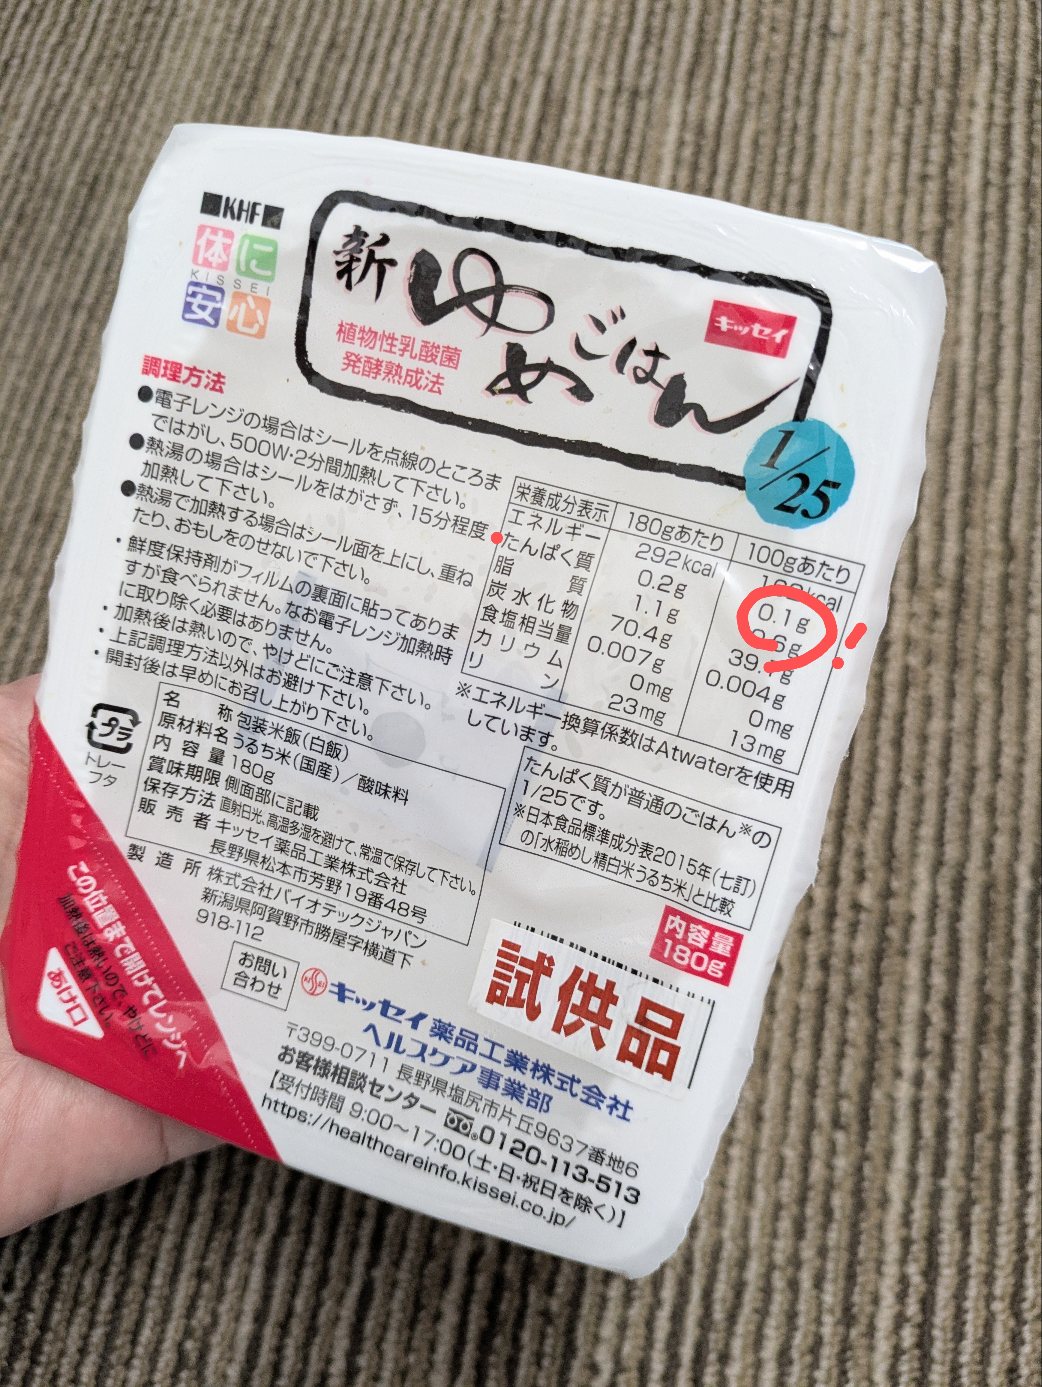 KHF
体に
KISSEI
安心
新ゆめごはん
キッセイ
植物性乳酸菌
発酵熟成法
1/25
調理方法
●電子レンジの場合はシールを点線のところま
ではがし、500W・2分間加熱して下さい。
●熱湯の場合はシールをはがさず、15分程度
加熱して下さい。
●熱湯で加熱する場合はシール面を上にし、重ね
たり、おもしをのせないで下さい。
・鮮度保持剤がフィルムの裏面に貼ってありま
すが食べられません。なお電子レンジ加熱時
に取り除く必要はありません。
・加熱後は熱いので、やけどにご注意下さい。
・上記調理方法以外はお避け下さい。
・開封後は早めにお召し上がり下さい。
栄養成分表示 180gあたり 100gあたり
エネルギー 292kcal kcal
たんぱく質 0.2g 0.1g
脂質 1.1g
炭水化物 70.4g
食塩相当量 0.007g 0.004g
カリウム 0mg 0mg
リン 23mg 13mg
※エネルギー換算係数はAtwaterを使用
しています。
たんぱく質が普通のごはん※の
1/25です。
※日本食品標準成分表2015年(七訂)
の「水稲めし精白米うるち米」と比較
プラ
トレー
フタ
名称 包装米飯(白飯)
原材料名 うるち米(国産)/酸味料
内容量 180g
賞味期限 側面部に記載
保存方法 直射日光、高温多湿を避けて、常温で保存して下さい。
販売者 キッセイ薬品工業株式会社
長野県松本市芳野19番48号
製造所 株式会社バイオテックジャパン
新潟県阿賀野市勝屋字横道下
918-112
内容量
180g
試供品
この位置まで開けてレンジへ
加熱後は熱いので、やけどに
ご注意下さい。
あけ口
お問い
合わせ
キッセイ薬品工業株式会社
ヘルスケア事業部
〒399-0711 長野県塩尻市片丘9637番地6
お客様相談センター 0120-113-513
【受付時間 9:00〜17:00(土・日・祝日を除く)】
https://healthcareinfo.kissei.co.jp/
!